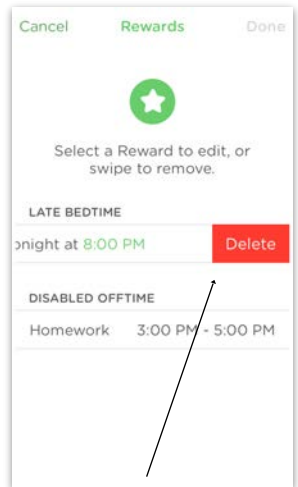 Cancel Rewards Done
Select a Reward to edit, or
swipe to remove.
LATE BEDTIME
onight at 8:00 PM Delete
DISABLED OFFTIME
Homework 3:00 PM - 5:00 PM